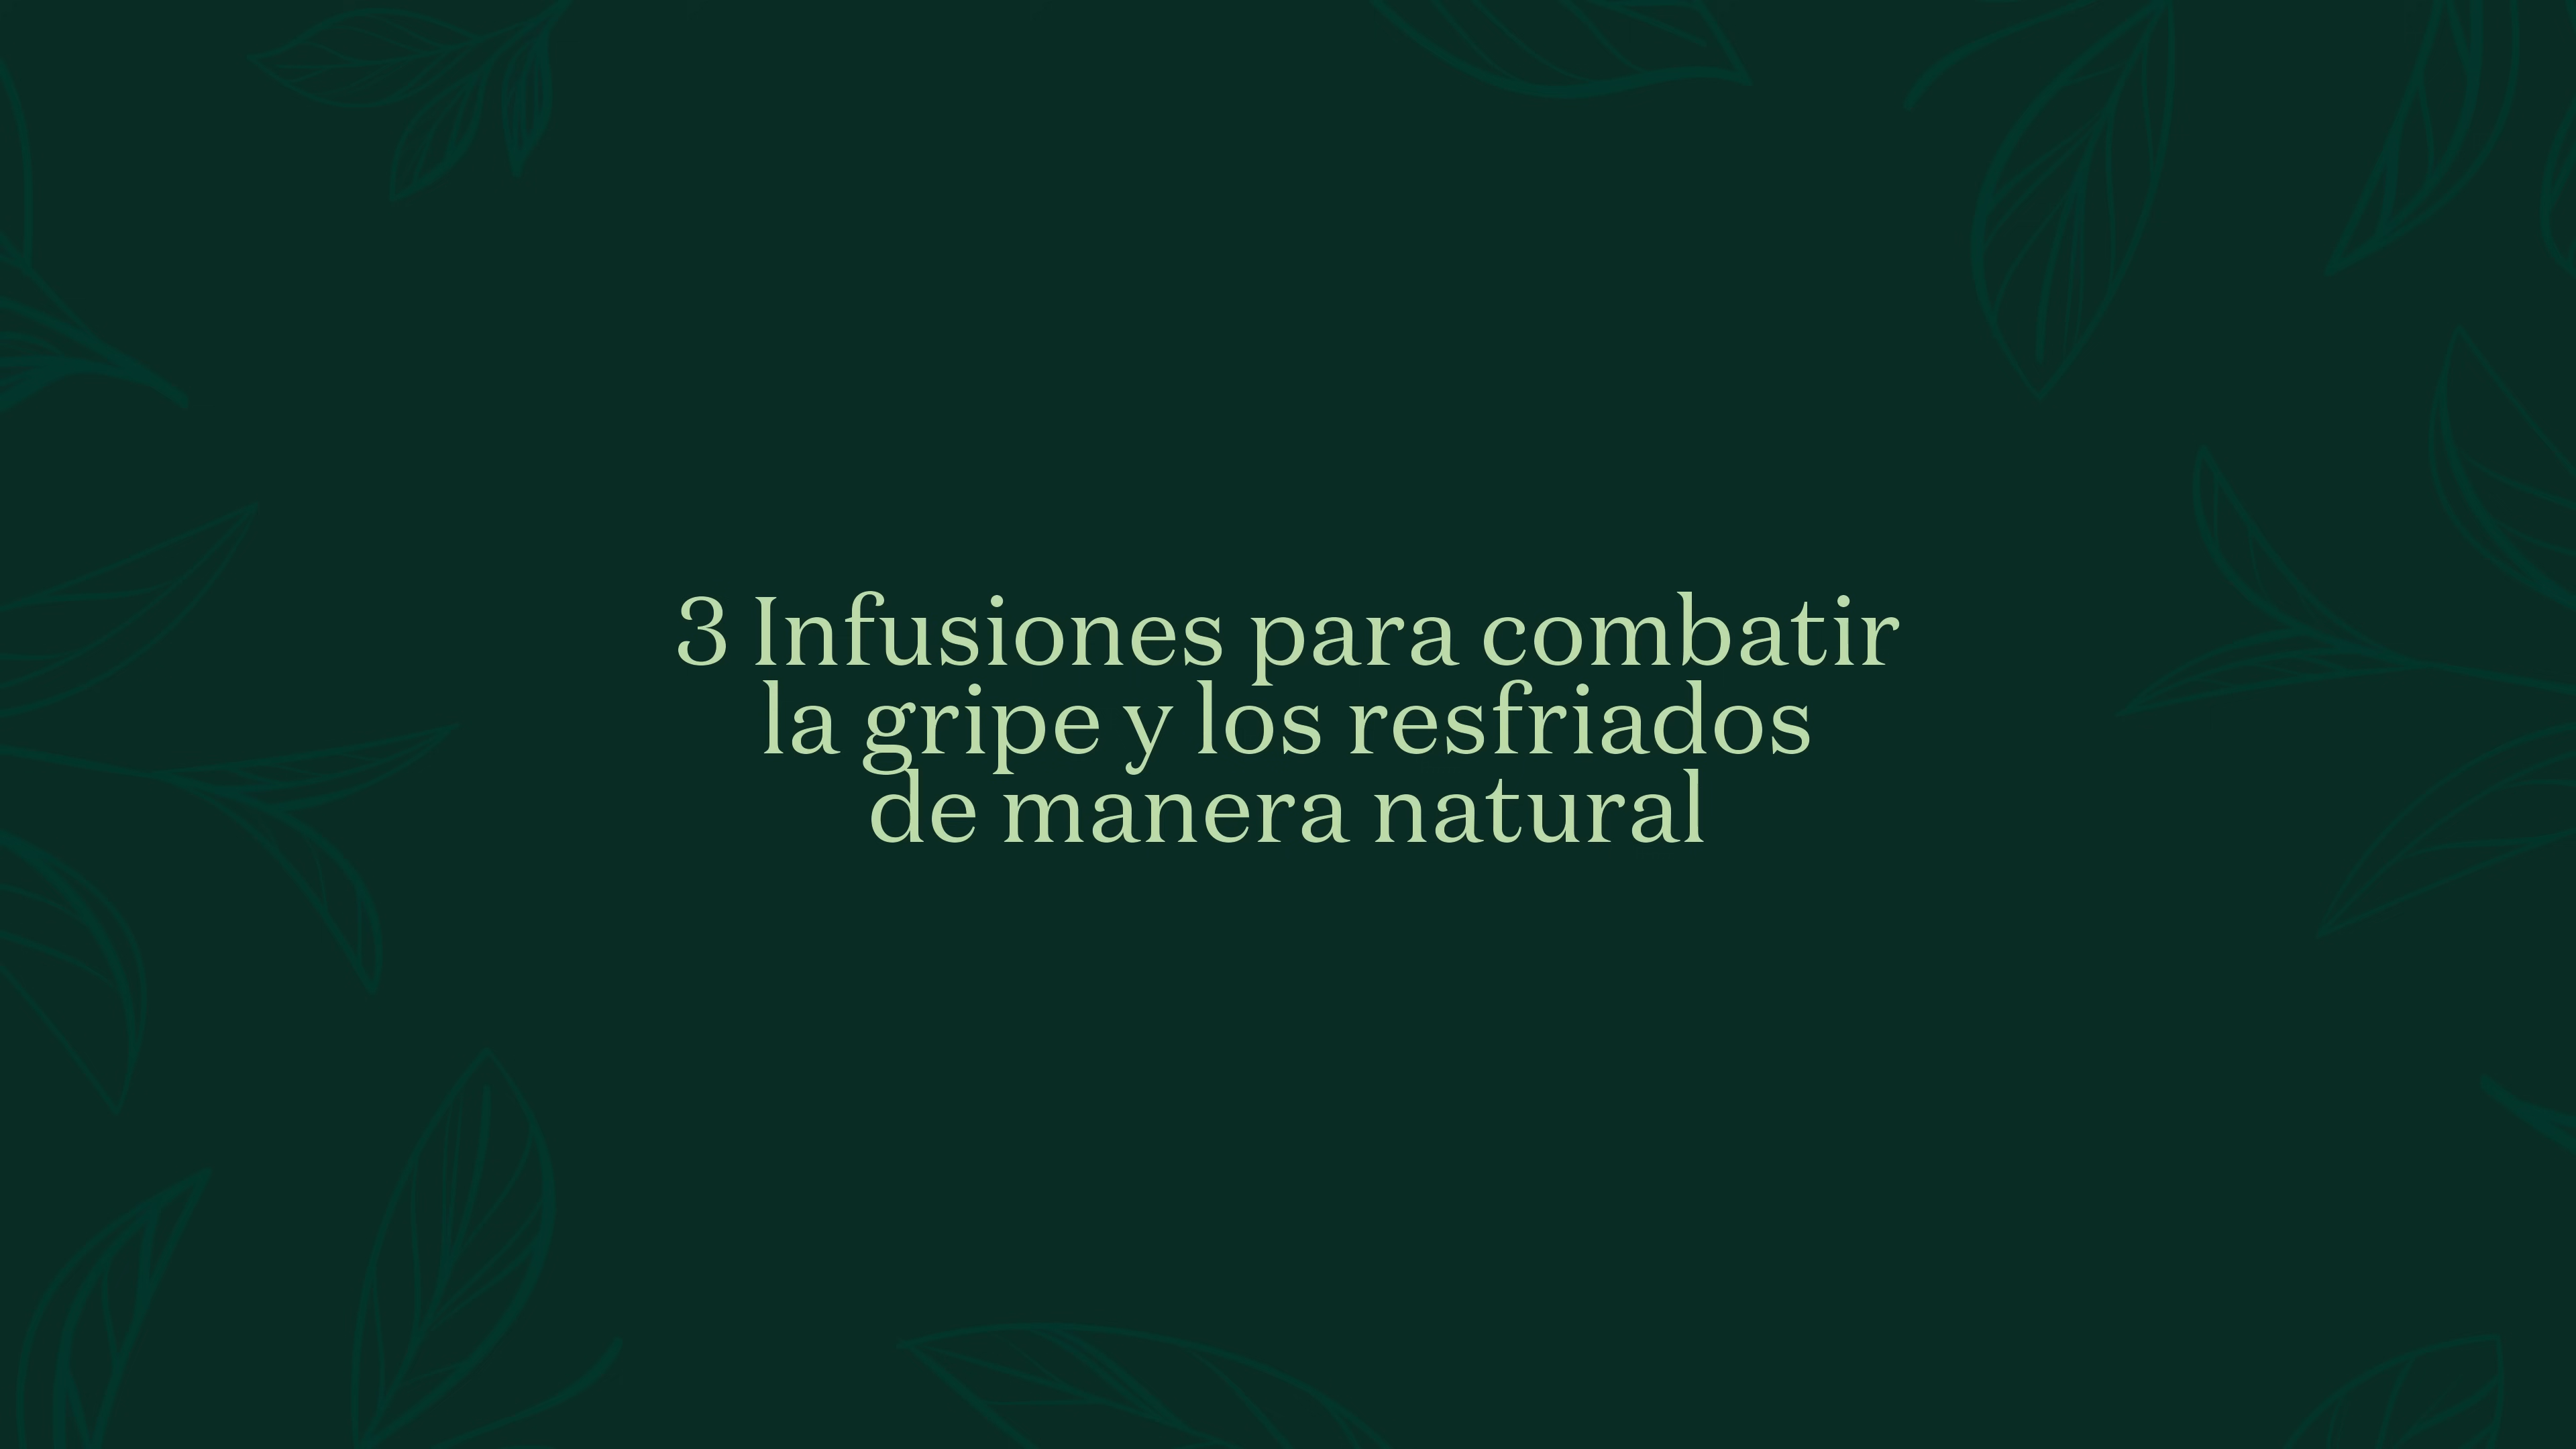 3 Infusiones para combatir
la gripe y los resfriados
de manera natural